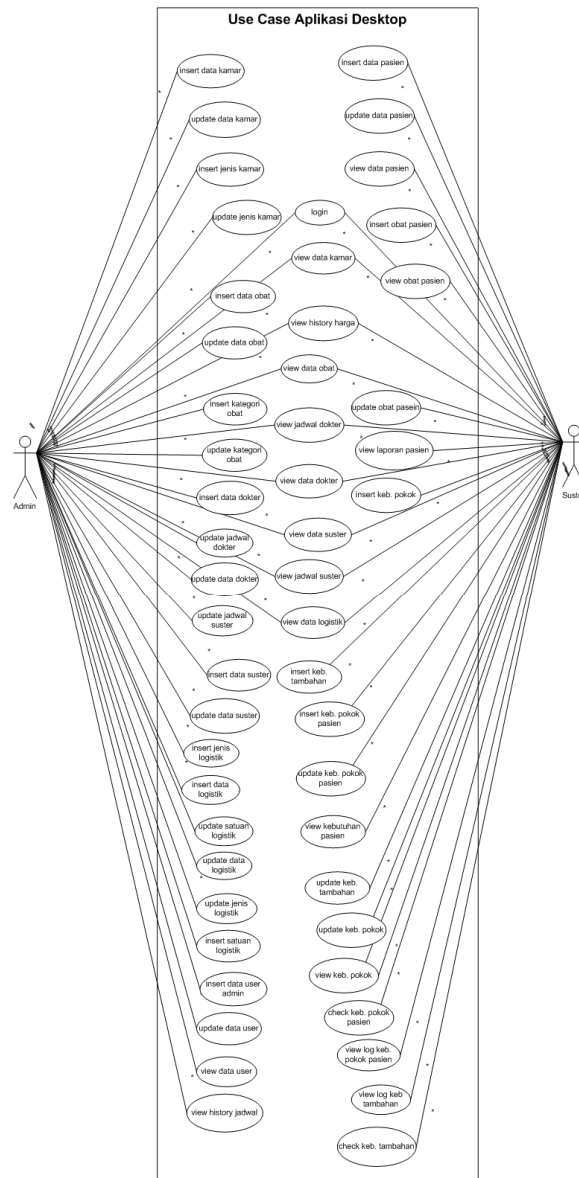 Use Case Aplikasi Desktop
insert data kamar
update data kamar
insert jenis kamar
update jenis kamar
insert data obat
update data obat
insert kategori
obat
update kategori
obat
insert data dokter
update jadwal
dokter
update data dokter
update jadwal
suster
insert data suster
update data suster
insert jenis
logistik
insert data
logistik
update satuan
logistik
update data
logistik
update jenis
logistik
insert satuan
logistik
insert data user
admin
update data user
view data user
view history jadwal
login
view data kamar
view history harga
view data obat
view jadwal dokter
view data dokter
view data suster
view jadwal suster
view data logistik
insert data pasien
update data pasien
view data pasien
insert obat pasien
view obat pasien
update obat pasein
view laporan pasien
insert keb. pokok
insert keb.
tambahan
insert keb. pokok
pasien
update keb. pokok
pasien
view kebutuhan
pasien
update keb.
tambahan
update keb. pokok
view keb. pokok
check keb. pokok
pasien
view log keb.
pokok pasien
view log keb
tambahan
check keb. tambahan
Admin
Suste